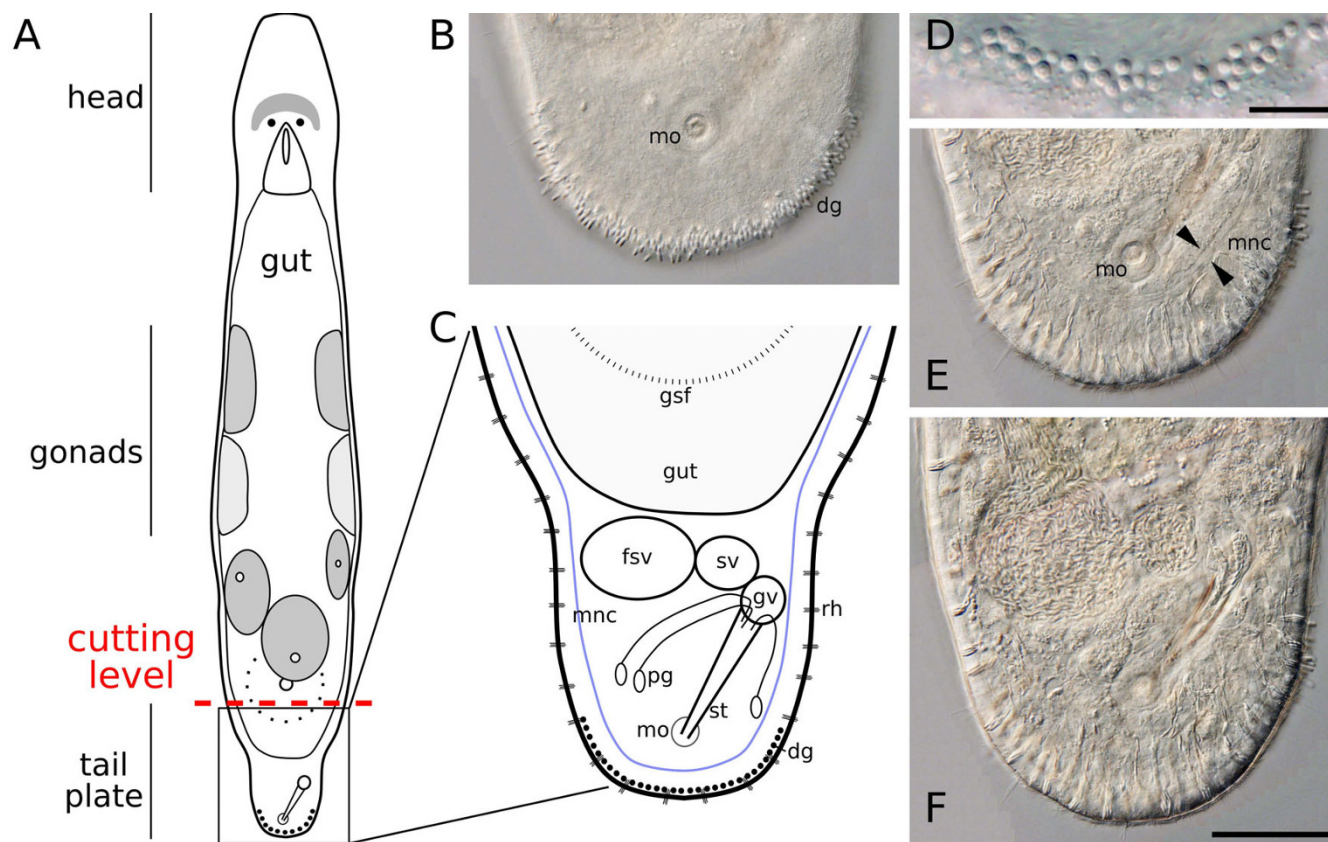 A
head
gut
gonads
cutting
level
tail
plate
B
mo
dg
C
gsf
gut
fsv
sv
gv
mnc
rh
pg
st
mo
dg
D
mo
mnc
E
F